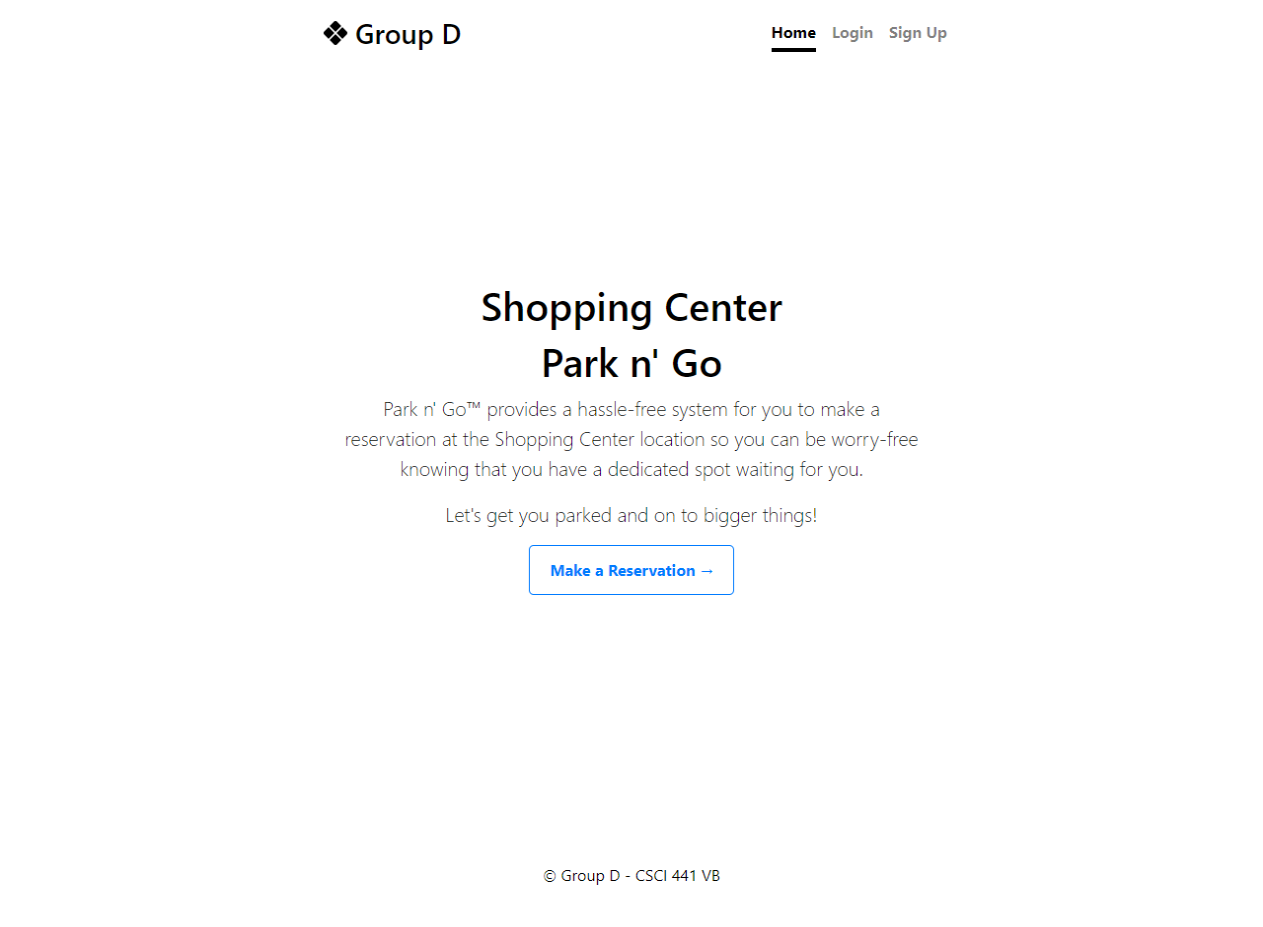 ❖ Group D
Home Login Sign Up
Shopping Center
Park n' Go
Park n' Go™ provides a hassle-free system for you to make a
reservation at the Shopping Center location so you can be worry-free
knowing that you have a dedicated spot waiting for you.
Let's get you parked and on to bigger things!
Make a Reservation →
© Group D - CSCI 441 VB